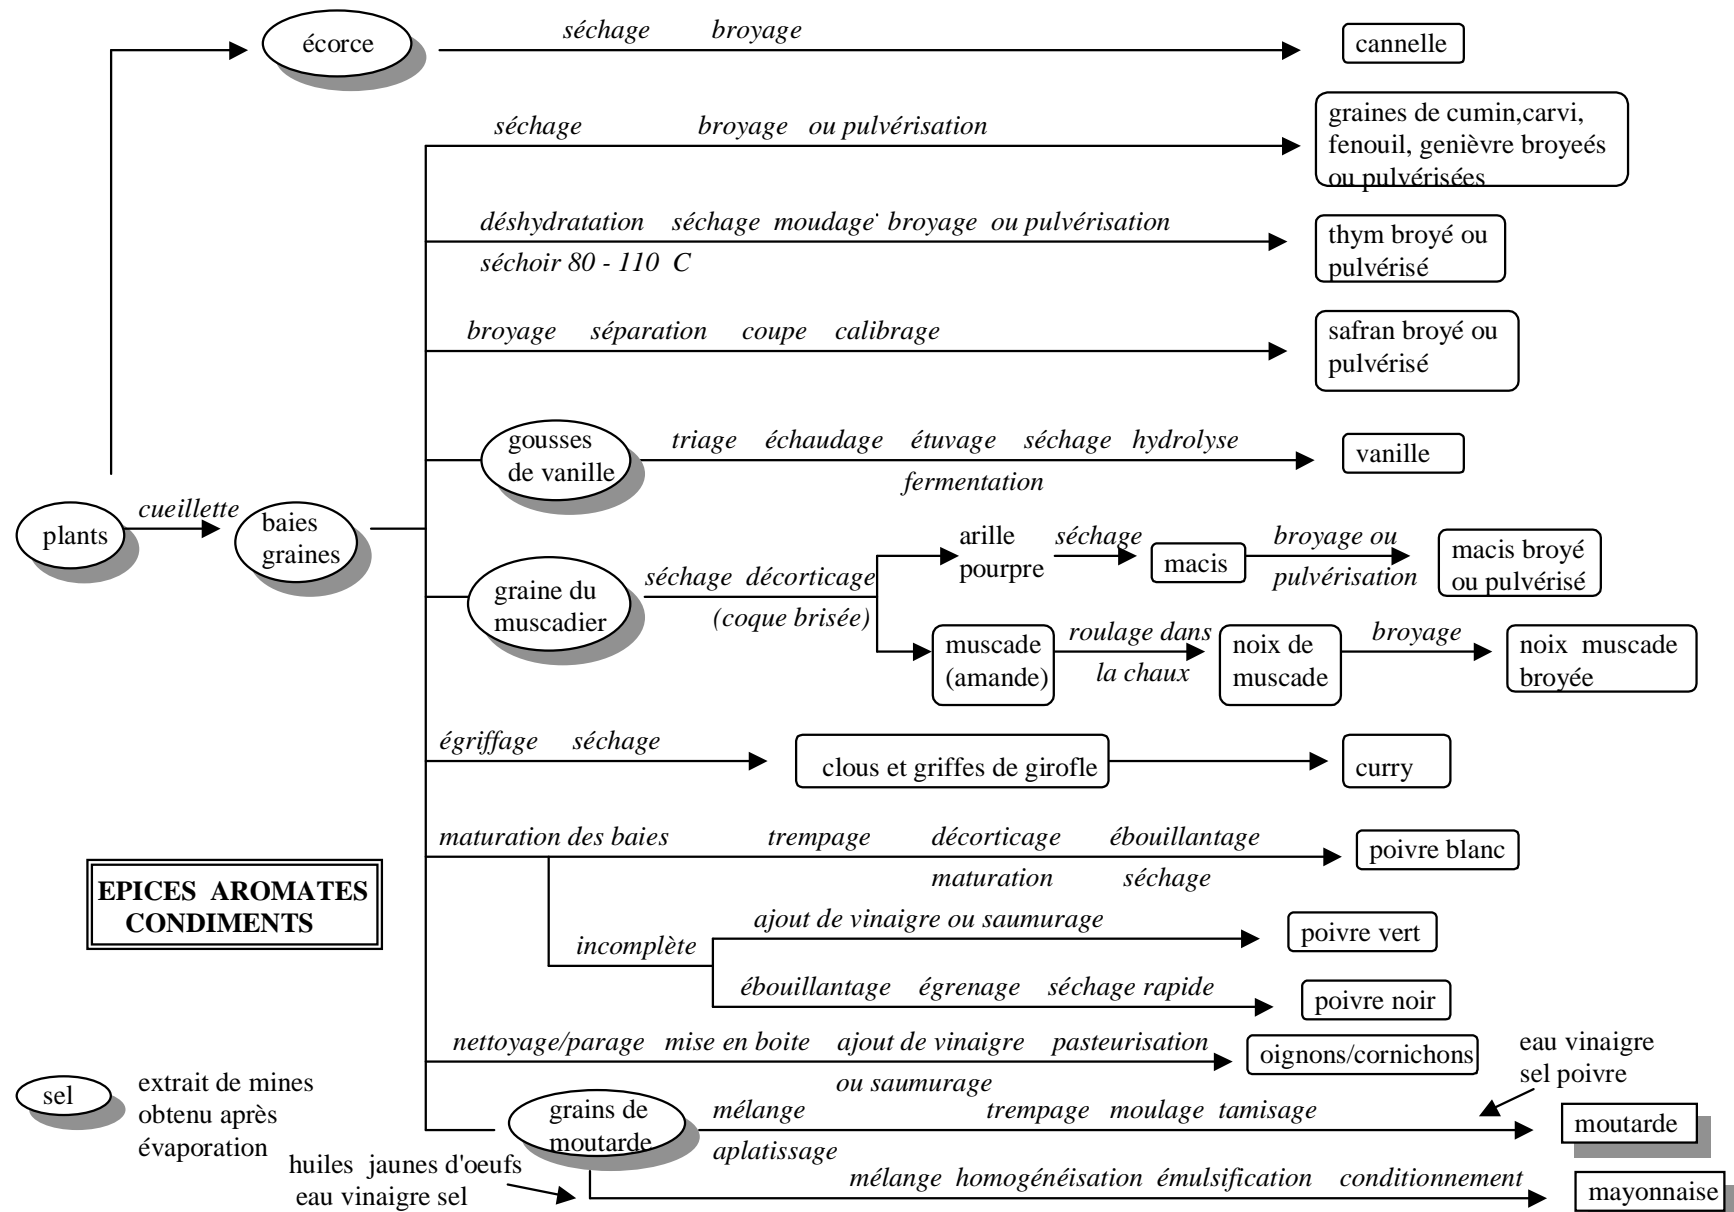 séchage broyage
écorce
cannelle
séchage broyage ou pulvérisation
graines de cumin,carvi,
fenouil, genièvre broyeés
ou pulvérisées
déshydratation séchage moudage broyage ou pulvérisation
séchoir 80 - 110 C
thym broyé ou
pulvérisé
broyage séparation coupe calibrage
safran broyé ou
pulvérisé
gousses
de vanille
triage échaudage étuvage séchage hydrolyse
fermentation
vanille
plants
cueillette
baies
graines
graine du
muscadier
séchage décorticage
(coque brisée)
arille
pourpre
séchage
macis
broyage ou
pulvérisation
macis broyé
ou pulvérisé
muscade
(amande)
roulage dans
la chaux
noix de
muscade
broyage
noix muscade
broyée
égriffage séchage
clous et griffes de girofle
curry
maturation des baies trempage décorticage ébouillantage
maturation séchage
poivre blanc
EPICES AROMATES
CONDIMENTS
incomplète
ajout de vinaigre ou saumurage
poivre vert
ébouillantage égrenage séchage rapide
poivre noir
nettoyage/parage mise en boite ajout de vinaigre pasteurisation
ou saumurage
oignons/cornichons
eau vinaigre
sel poivre
sel
extrait de mines
obtenu après
évaporation
grains de
moutarde
mélange trempage moulage tamisage
aplatissage
moutarde
huiles jaunes d'oeufs
eau vinaigre sel
mélange homogénéisation émulsification conditionnement
mayonnaise